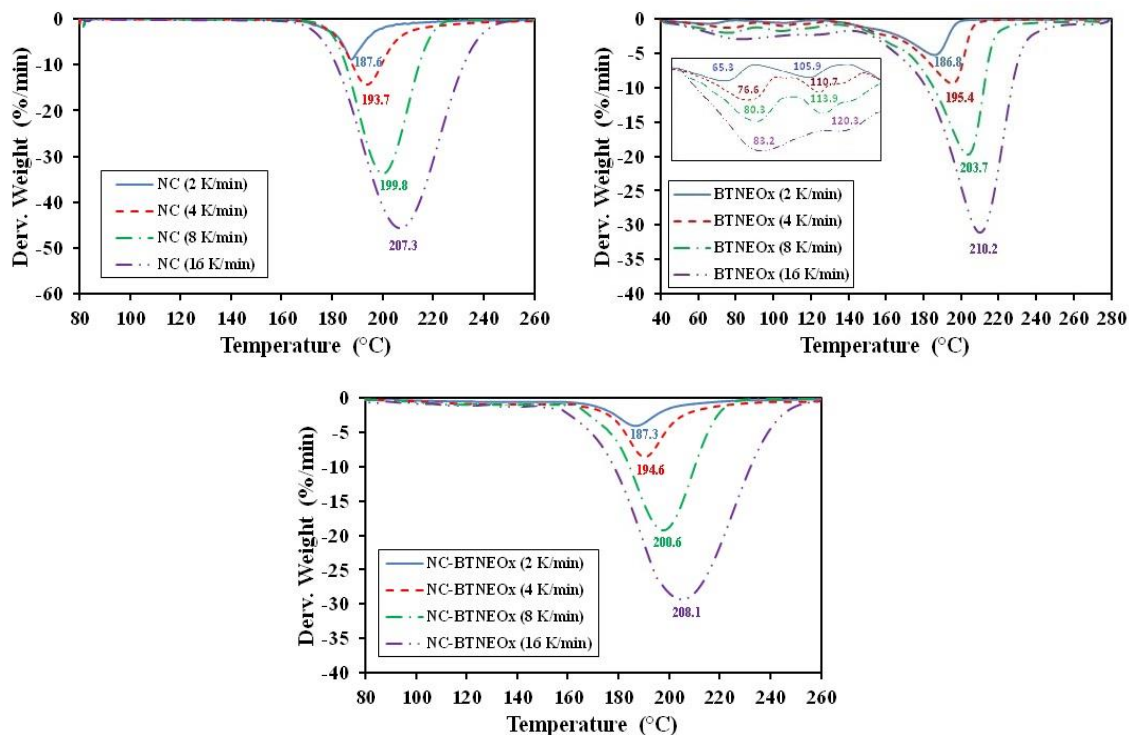 0
-10
-20
-30
-40
-50
-60
Derv. Weight (%/min)
187.6
193.7
199.8
207.3
NC (2 K/min)
NC (4 K/min)
NC (8 K/min)
NC (16 K/min)
80 100 120 140 160 180 200 220 240 260
Temperature (°C)
0
-5
-10
-15
-20
-25
-30
-35
-40
Derv. Weight (%/min)
65.3 105.9
76.6 110.7
80.3 113.9
83.2 120.3
186.8
195.4
203.7
210.2
BTNEOx (2 K/min)
BTNEOx (4 K/min)
BTNEOx (8 K/min)
BTNEOx (16 K/min)
40 60 80 100 120 140 160 180 200 220 240 260 280
Temperature (°C)
0
-5
-10
-15
-20
-25
-30
-35
-40
Derv. Weight (%/min)
187.3
194.6
200.6
208.1
NC-BTNEOx (2 K/min)
NC-BTNEOx (4 K/min)
NC-BTNEOx (8 K/min)
NC-BTNEOx (16 K/min)
80 100 120 140 160 180 200 220 240 260
Temperature (°C)